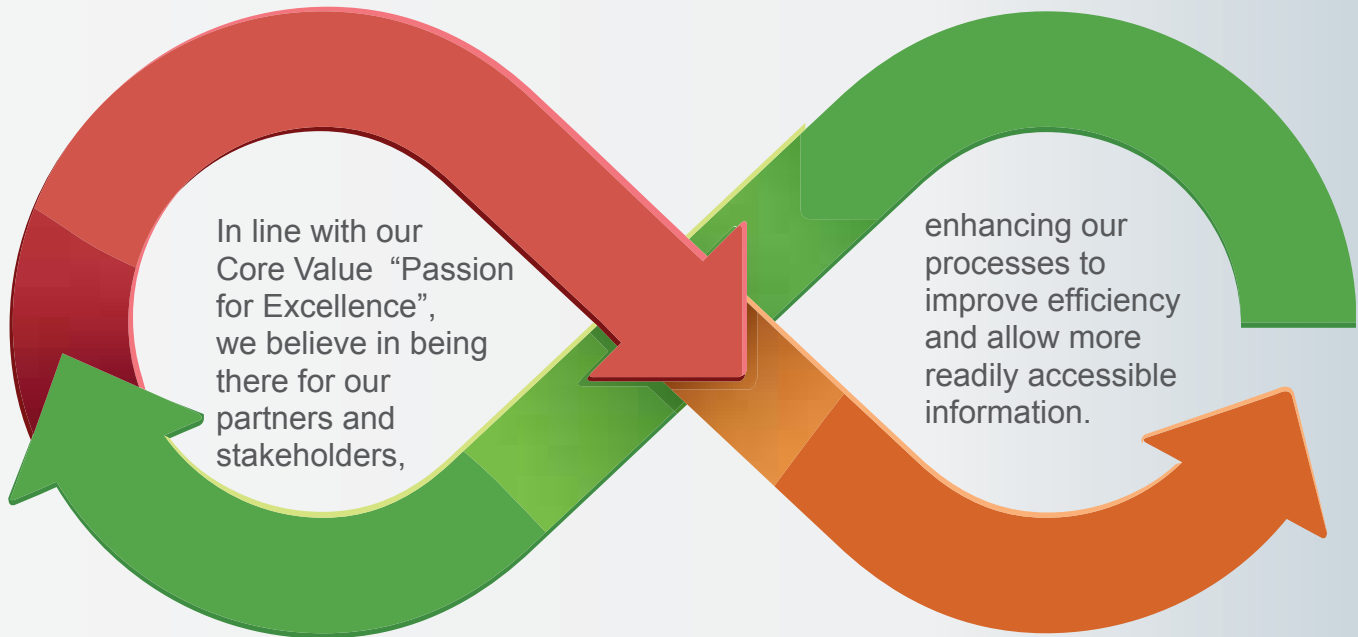 In line with our
Core Value “Passion
for Excellence”,
we believe in being
there for our
partners and
stakeholders,
enhancing our
processes to
improve efficiency
and allow more
readily accessible
information.